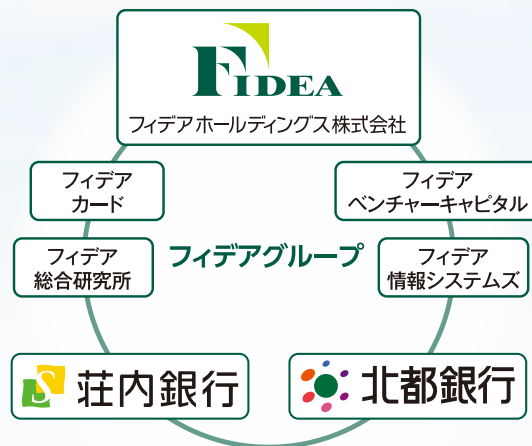 FIDEA
フィデアホールディングス株式会社
フィデア
カード
フィデア
ベンチャーキャピタル
フィデア
総合研究所
フィデアグループ
フィデア
情報システムズ
S 荘内銀行
北都銀行